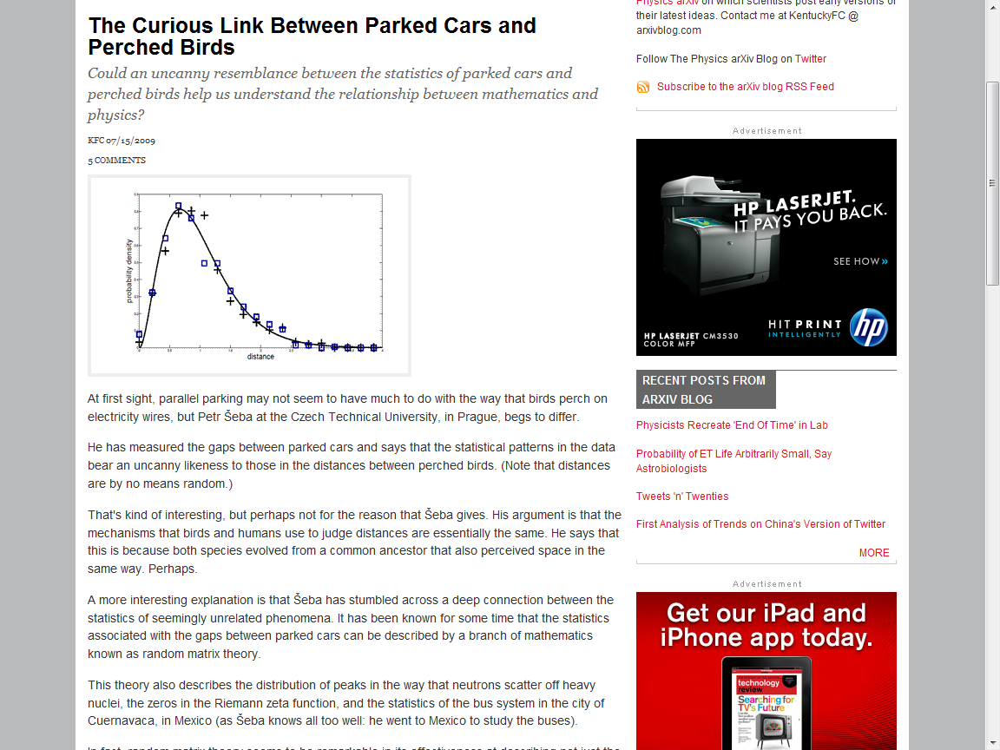 The Curious Link Between Parked Cars and
Perched Birds
Could an uncanny resemblance between the statistics of parked cars and
perched birds help us understand the relationship between mathematics and
physics?
KFC 07/15/2009
5 COMMENTS
probability density
distance
At first sight, parallel parking may not seem to have much to do with the way that birds perch on
electricity wires, but Petr Šeba at the Czech Technical University, in Prague, begs to differ.
He has measured the gaps between parked cars and says that the statistical patterns in the data
bear an uncanny likeness to those in the distances between perched birds. (Note that distances
are by no means random.)
That's kind of interesting, but perhaps not for the reason that Šeba gives. His argument is that the
mechanisms that birds and humans use to judge distances are essentially the same. He says that
this is because both species evolved from a common ancestor that also perceived space in the
same way. Perhaps.
A more interesting explanation is that Šeba has stumbled across a deep connection between the
statistics of seemingly unrelated phenomena. It has been known for some time that the statistics
associated with the gaps between parked cars can be described by a branch of mathematics
known as random matrix theory.
This theory also describes the distribution of peaks in the way that neutrons scatter off heavy
nuclei, the zeros in the Riemann zeta function, and the statistics of the bus system in the city of
Cuernavaca, in Mexico (as Šeba knows all too well: he went to Mexico to study the buses).
In fact, random matrix theory seems to be remarkable in its effectiveness at describing not just the
Physics arXiv on which scientists post early versions of
their latest ideas. Contact me at KentuckyFC @
arxivblog.com
Follow The Physics arXiv Blog on Twitter
Subscribe to the arXiv blog RSS Feed
Advertisement
HP LASERJET.
IT PAYS YOU BACK.
SEE HOW »
HIT PRINT
INTELLIGENTLY
hp
HP LASERJET CM3530
COLOR MFP
RECENT POSTS FROM
ARXIV BLOG
Physicists Recreate 'End Of Time' in Lab
Probability of ET Life Arbitrarily Small, Say
Astrobiologists
Tweets 'n' Twenties
First Analysis of Trends on China's Version of Twitter
MORE
Advertisement
Get our iPad and
iPhone app today.
technology
review
Searching for
TV's Future